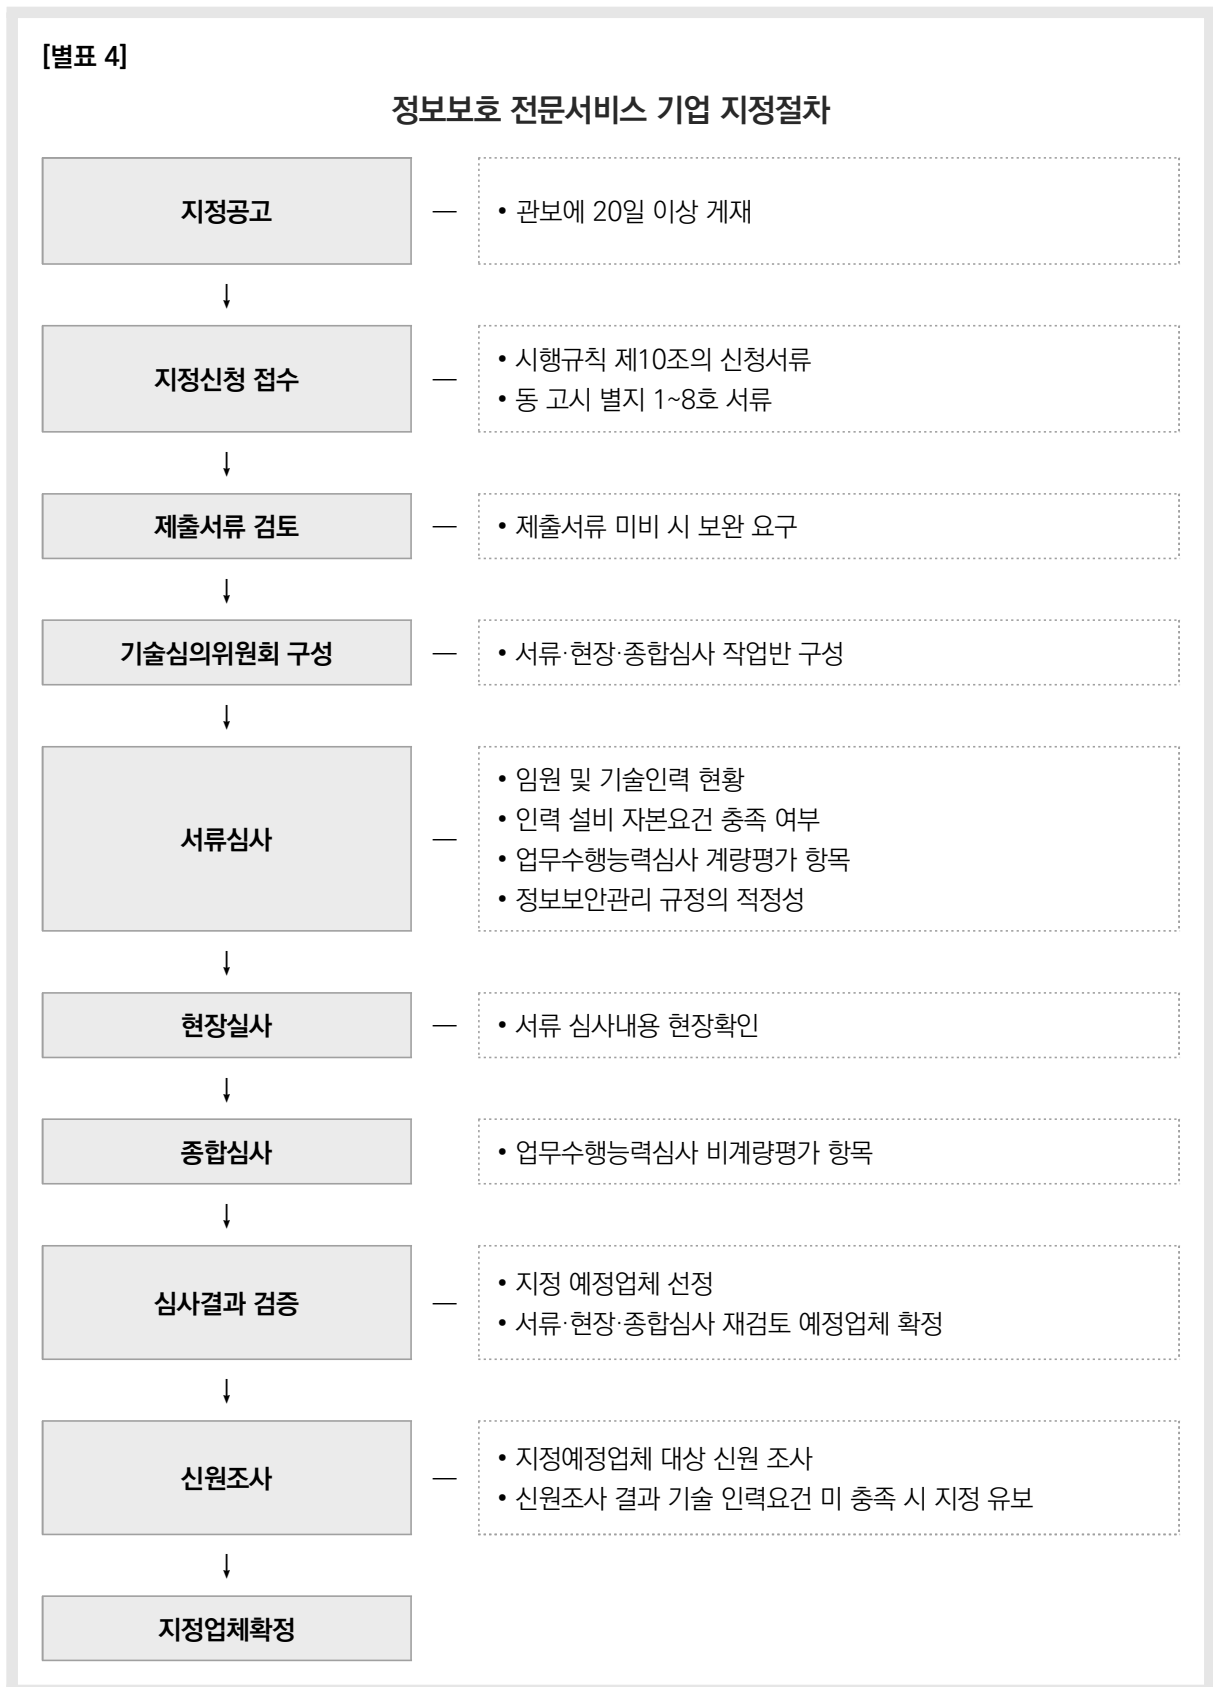 [별표 4]
정보보호 전문서비스 기업 지정절차
지정공고
—
• 관보에 20일 이상 게재
↓
지정신청 접수
—
• 시행규칙 제10조의 신청서류
• 동 고시 별지 1~8호 서류
↓
제출서류 검토
—
• 제출서류 미비 시 보완 요구
↓
기술심의위원회 구성
—
• 서류·현장·종합심사 작업반 구성
↓
서류심사
—
• 임원 및 기술인력 현황
• 인력 설비 자본요건 충족 여부
• 업무수행능력심사 계량평가 항목
• 정보보안관리 규정의 적정성
↓
현장실사
—
• 서류 심사내용 현장확인
↓
종합심사
• 업무수행능력심사 비계량평가 항목
↓
심사결과 검증
—
• 지정 예정업체 선정
• 서류·현장·종합심사 재검토 예정업체 확정
↓
신원조사
—
• 지정예정업체 대상 신원 조사
• 신원조사 결과 기술 인력요건 미 충족 시 지정 유보
↓
지정업체확정